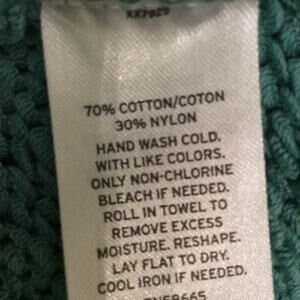 XX7929
70% COTTON/COTON
30% NYLON
HAND WASH COLD,
WITH LIKE COLORS.
ONLY NON-CHLORINE
BLEACH IF NEEDED.
ROLL IN TOWEL TO
REMOVE EXCESS
MOISTURE. RESHAPE.
LAY FLAT TO DRY.
COOL IRON IF NEEDED.